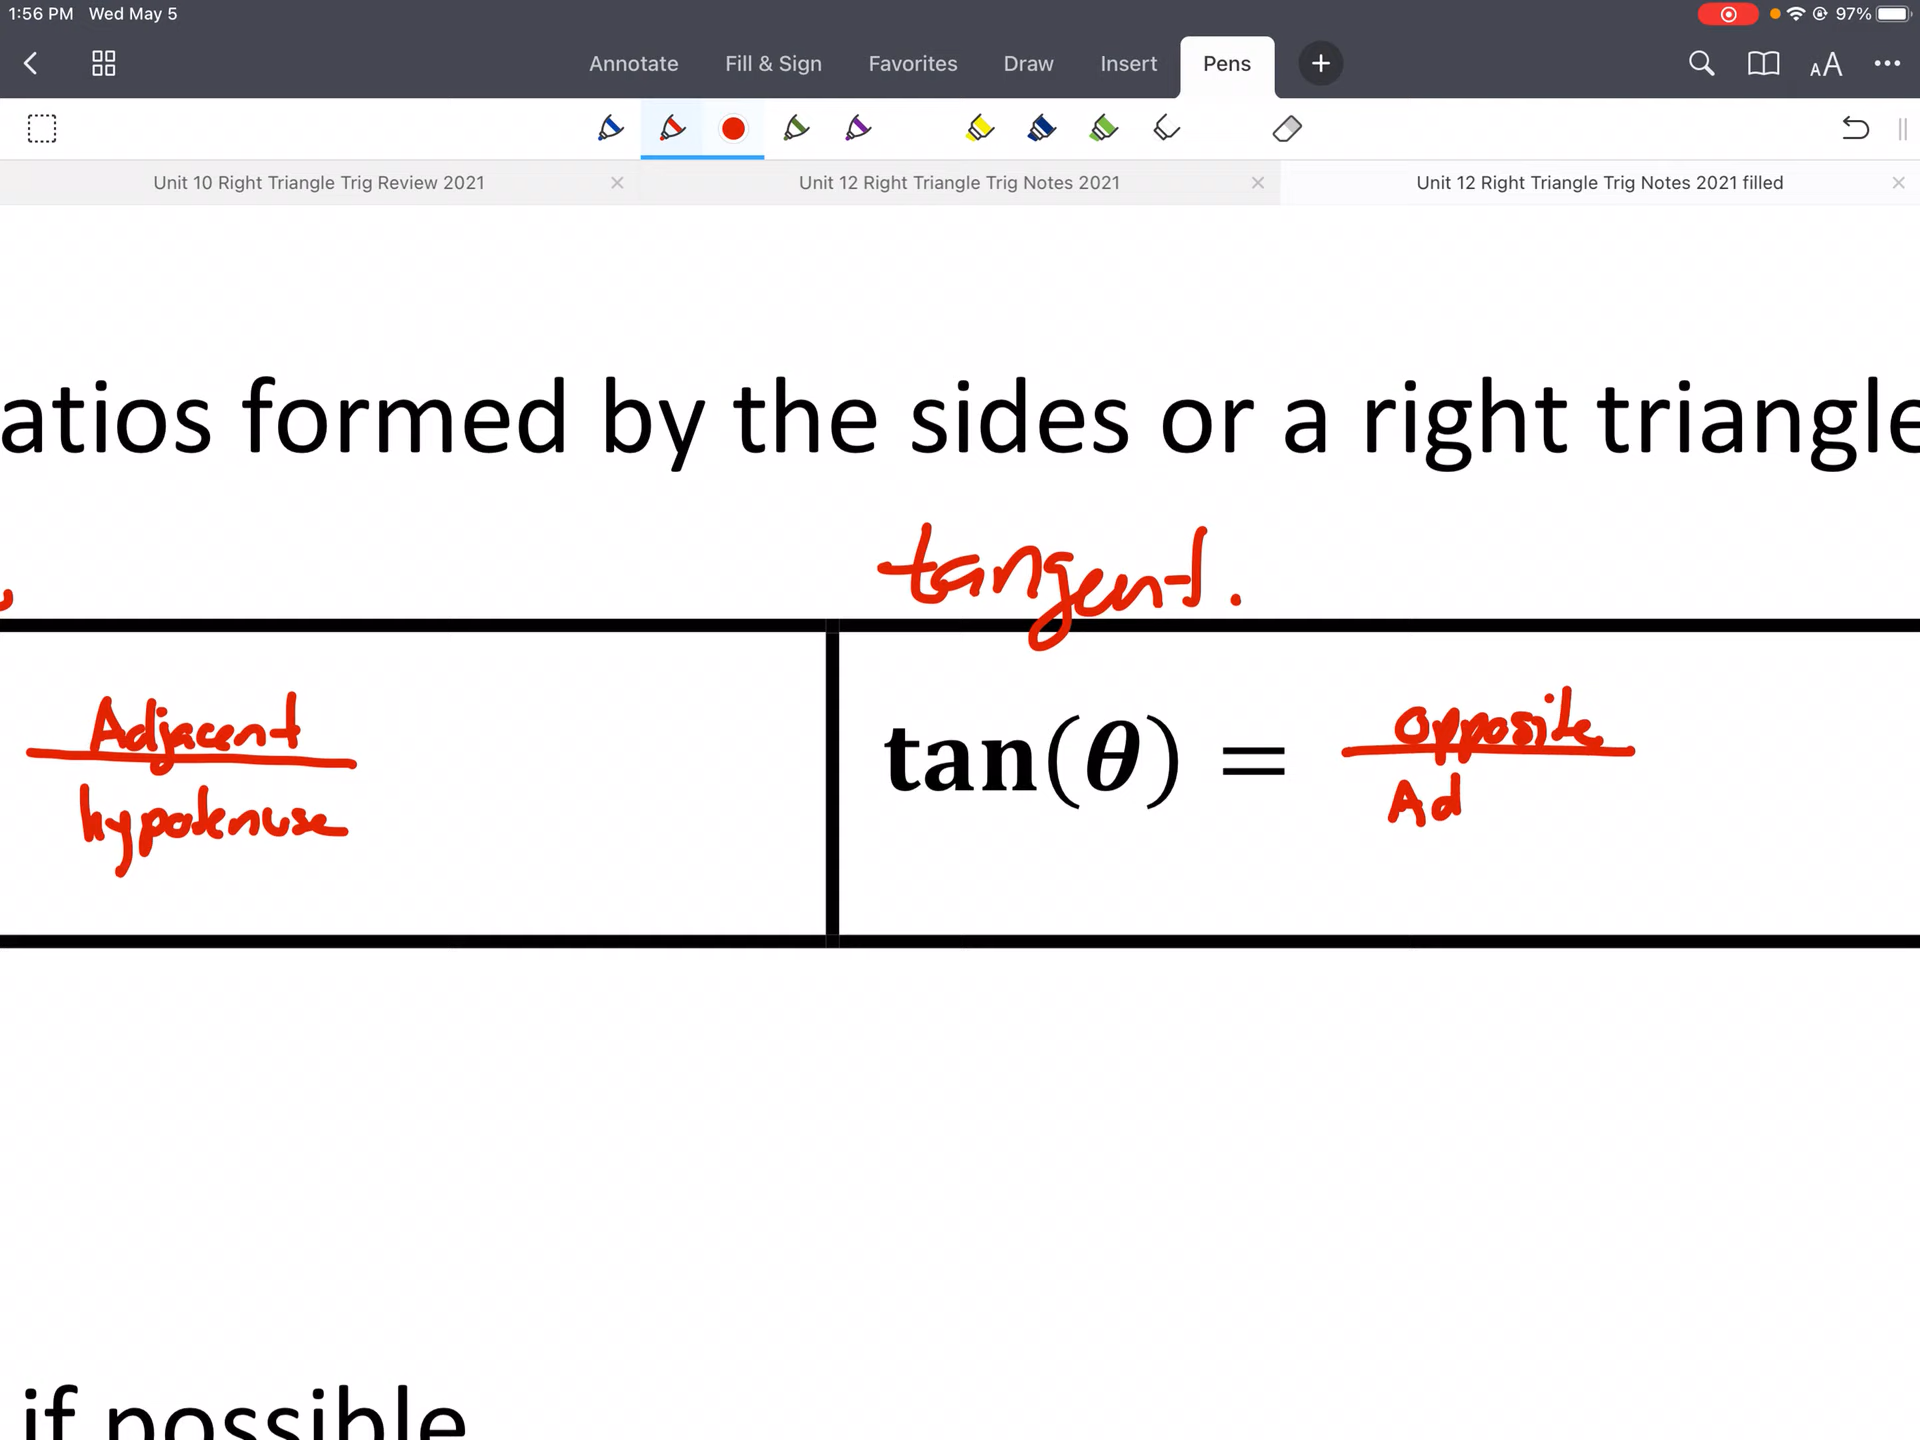 1:56 PM Wed May 5
97%
Annotate Fill & Sign Favorites Draw Insert Pens
AA
Unit 10 Right Triangle Trig Review 2021
Unit 12 Right Triangle Trig Notes 2021
Unit 12 Right Triangle Trig Notes 2021 filled
atios formed by the sides or a right triangle
tangent.
Adjacent
hypotenuse
tan(θ) =
opposite
Ad
if possible